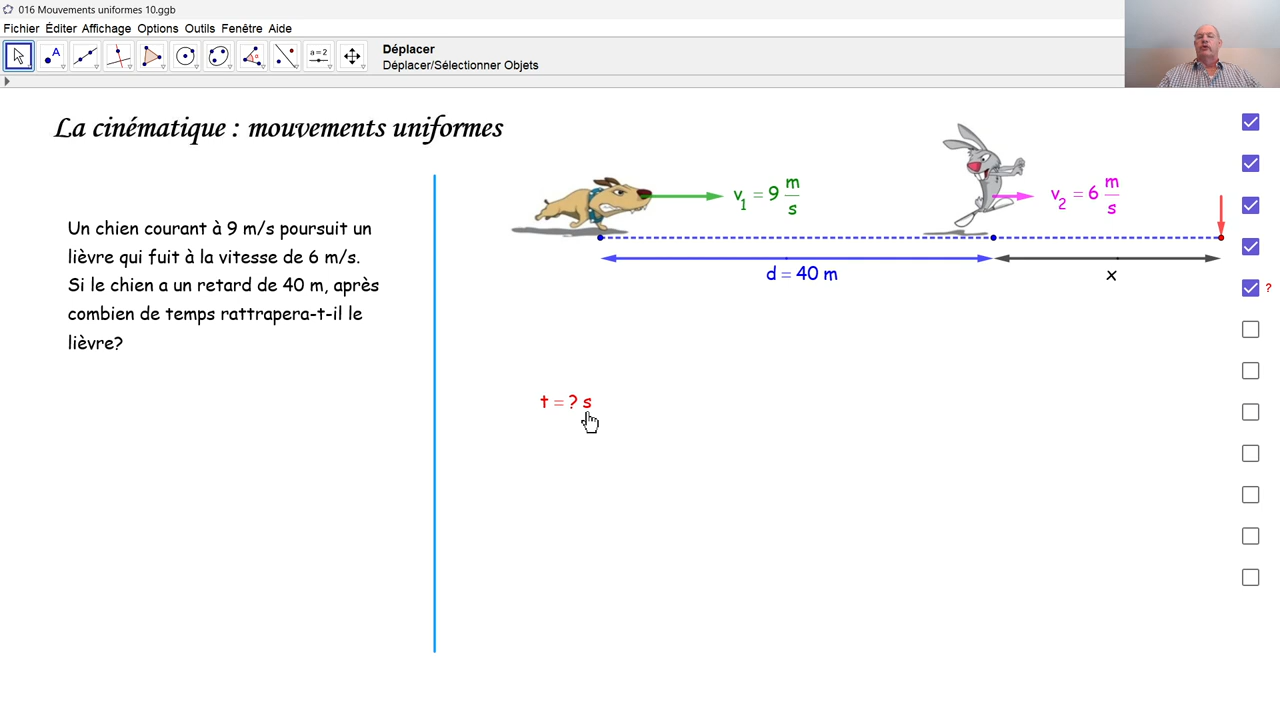 016 Mouvements uniformes 10.ggb
Fichier Éditer Affichage Options Outils Fenêtre Aide
A
a=2
Déplacer
Déplacer/Sélectionner Objets
La cinématique : mouvements uniformes
v1 = 9 m/s
v2 = 6 m/s
Un chien courant à 9 m/s poursuit un
lièvre qui fuit à la vitesse de 6 m/s.
Si le chien a un retard de 40 m, après
combien de temps rattrapera-t-il le
lièvre?
d = 40 m
x
?
t = ? s